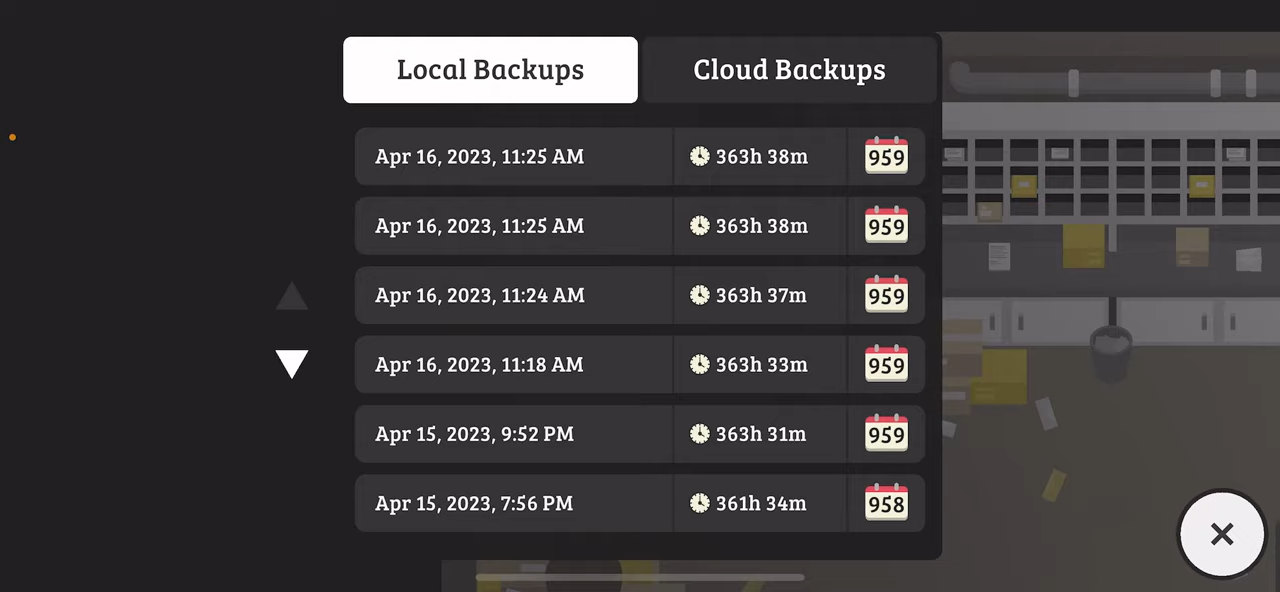 Local Backups
Cloud Backups
Apr 16, 2023, 11:25 AM 363h 38m 959
Apr 16, 2023, 11:25 AM 363h 38m 959
Apr 16, 2023, 11:24 AM 363h 37m 959
Apr 16, 2023, 11:18 AM 363h 33m 959
Apr 15, 2023, 9:52 PM 363h 31m 959
Apr 15, 2023, 7:56 PM 361h 34m 958